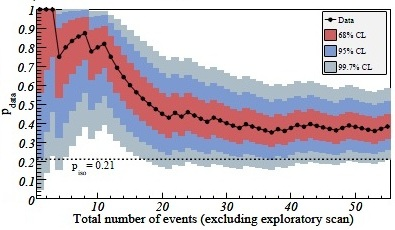 1
0.9
0.8
0.7
0.6
0.5
0.4
0.3
0.2
0.1
0
p data
Data
68% CL
95% CL
99.7% CL
p iso = 0.21
10 20 30 40 50
Total number of events (excluding exploratory scan)